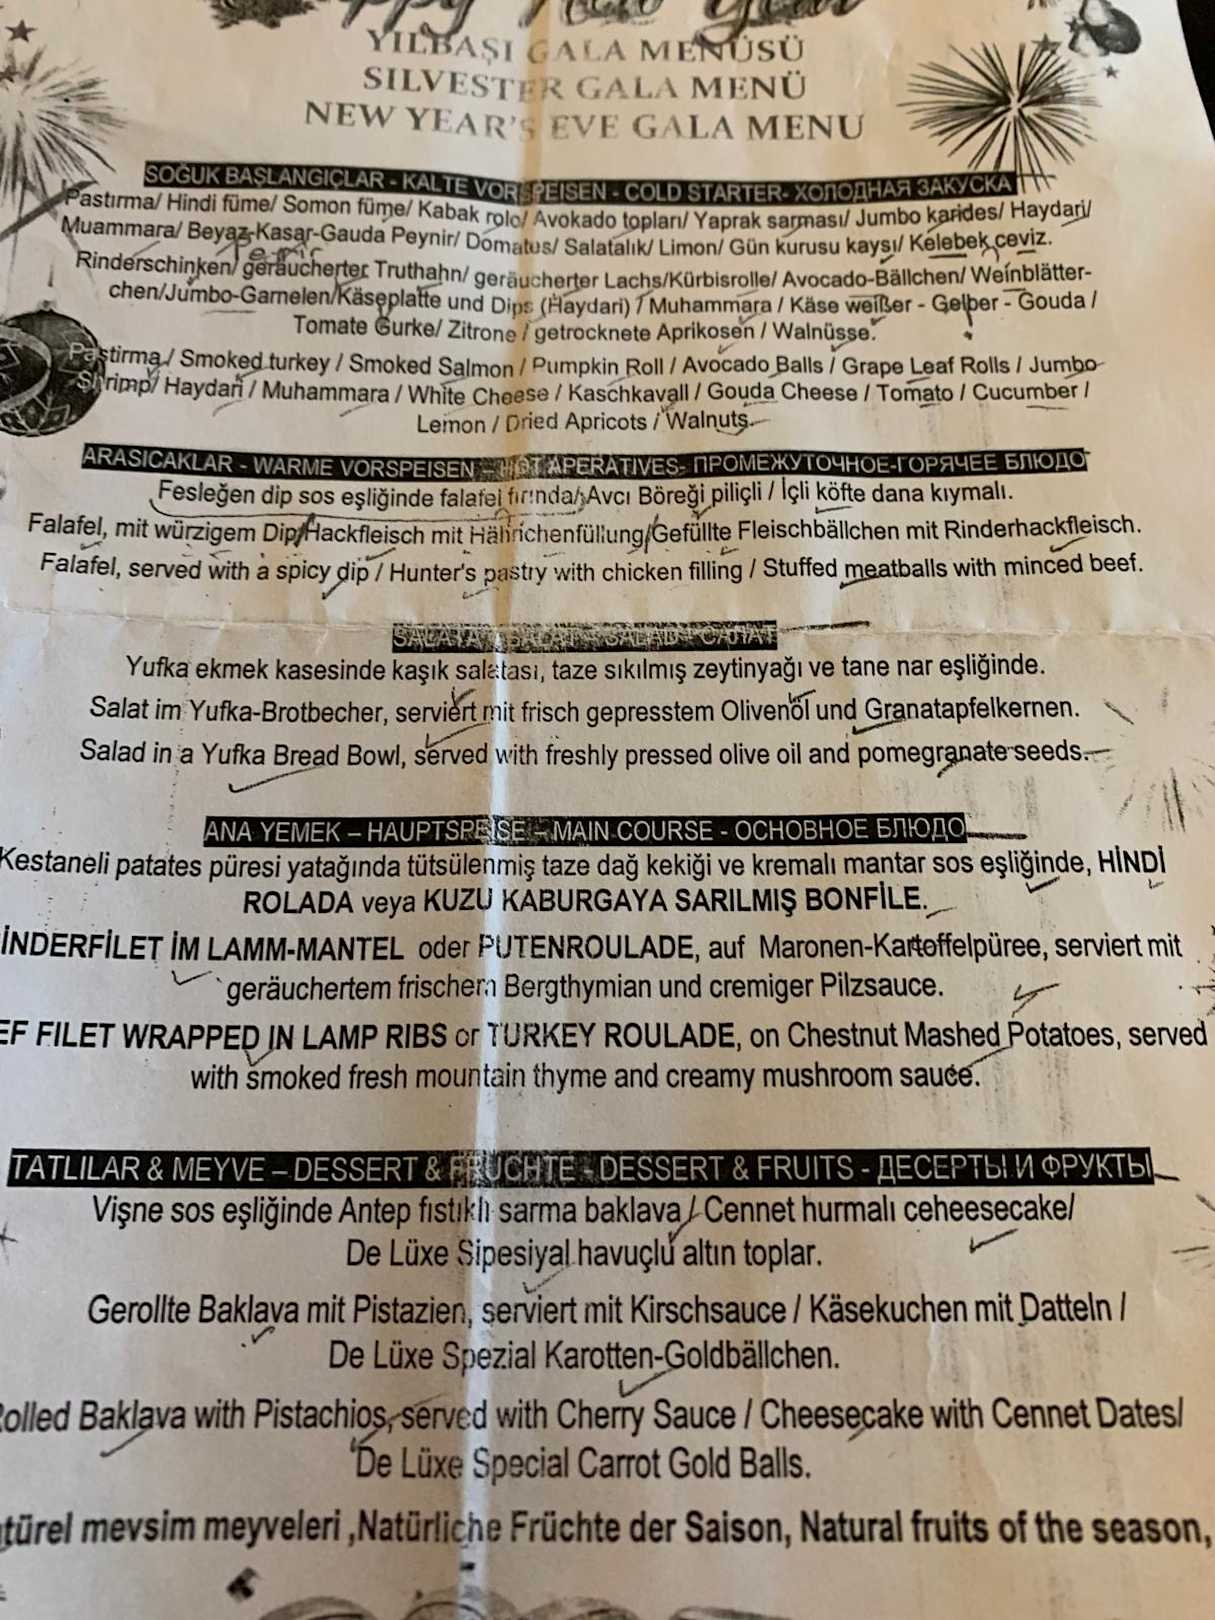 Happy New Year
YILBAŞI GALA MENÜSÜ
SILVESTER GALA MENÜ
NEW YEAR'S EVE GALA MENU
SOĞUK BAŞLANGIÇLAR - KALTE VORSPEISEN - COLD STARTER- ХОЛОДНАЯ ЗАКУСКА
Pastırma/ Hindi füme/ Somon füme/ Kabak rolo/ Avokado topları/ Yaprak sarması/ Jumbo karides/ Haydari/
Muammara/ Beyaz-Kaşar-Gauda Peynir/ Domatus/ Salatalık/ Limon/ Gün kurusu kaysı/ Kelebek ceviz.
Rinderschinken/ geräucherter Truthahn/ geräucherter Lachs/Kürbisrolle/ Avocado-Bällchen/ Weinblätter-
chen/Jumbo-Garnelen/Käseplatte und Dips (Haydari) / Muhammara / Käse weißer - Gelber - Gouda /
Tomate Gurke/ Zitrone / getrocknete Aprikosen / Walnüsse.
Pastirma / Smoked turkey / Smoked Salmon / Pumpkin Roll / Avocado Balls / Grape Leaf Rolls / Jumbo
Shrimp/ Haydari / Muhammara / White Cheese / Kaschkavall / Gouda Cheese / Tomato / Cucumber /
Lemon / Dried Apricots / Walnuts.
ARASICAKLAR - WARME VORSPEISEN - HOT APERATIVES- ПРОМЕЖУТОЧНОЕ-ГОРЯЧЕЕ БЛЮДО
Fesleğen dip sos eşliğinde falafel fırında/ Avcı Böreği piliçli / İçli köfte dana kıymalı.
Falafel, mit würzigem Dip/Hackfleisch mit Hähnchenfüllung/Gefüllte Fleischbällchen mit Rinderhackfleisch.
Falafel, served with a spicy dip / Hunter's pastry with chicken filling / Stuffed meatballs with minced beef.
SALATA - SALAT - SALAD - САЛАТ
Yufka ekmek kasesinde kaşık salatası, taze sıkılmış zeytinyağı ve tane nar eşliğinde.
Salat im Yufka-Brotbecher, serviert mit frisch gepresstem Olivenöl und Granatapfelkernen.
Salad in a Yufka Bread Bowl, served with freshly pressed olive oil and pomegranate seeds.
ANA YEMEK – HAUPTSPEISE – MAIN COURSE - ОСНОВНОЕ БЛЮДО
Kestaneli patates püresi yatağında tütsülenmiş taze dağ kekiği ve kremalı mantar sos eşliğinde, HİNDİ
ROLADA veya KUZU KABURGAYA SARILMIŞ BONFİLE.
İNDERFİLET İM LAMM-MANTEL oder PUTENROULADE, auf Maronen-Kartoffelpüree, serviert mit
geräuchertem frischem Bergthymian und cremiger Pilzsauce.
EF FILET WRAPPED IN LAMP RIBS or TURKEY ROULADE, on Chestnut Mashed Potatoes, served
with smoked fresh mountain thyme and creamy mushroom sauce.
TATLILAR & MEYVE – DESSERT & FRÜCHTE - DESSERT & FRUITS - ДЕСЕРТЫ И ФРУКТЫ
Vişne sos eşliğinde Antep fıstıklı sarma baklava / Cennet hurmalı ceheesecake/
De Lüxe Sipesiyal havuçlu altın toplar.
Gerollte Baklava mit Pistazien, serviert mit Kirschsauce / Käsekuchen mit Datteln /
De Lüxe Spezial Karotten-Goldbällchen.
Rolled Baklava with Pistachios, served with Cherry Sauce / Cheesecake with Cennet Dates/
De Lüxe Special Carrot Gold Balls.
türel mevsim meyveleri ,Natürliche Früchte der Saison, Natural fruits of the season,